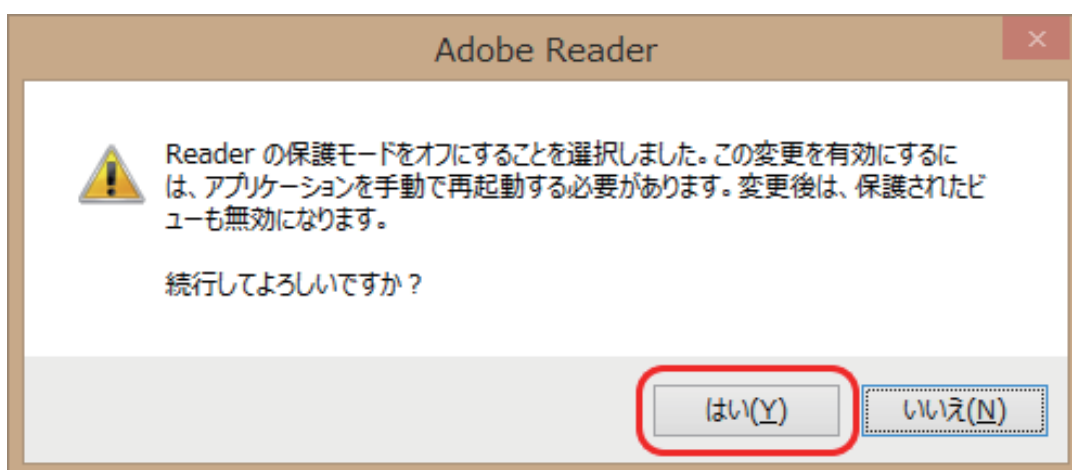 Adobe Reader
Reader の保護モードをオフにすることを選択しました。この変更を有効にするに
は、アプリケーションを手動で再起動する必要があります。変更後は、保護されたビ
ューも無効になります。
続行してよろしいですか？
はい(Y) いいえ(N)